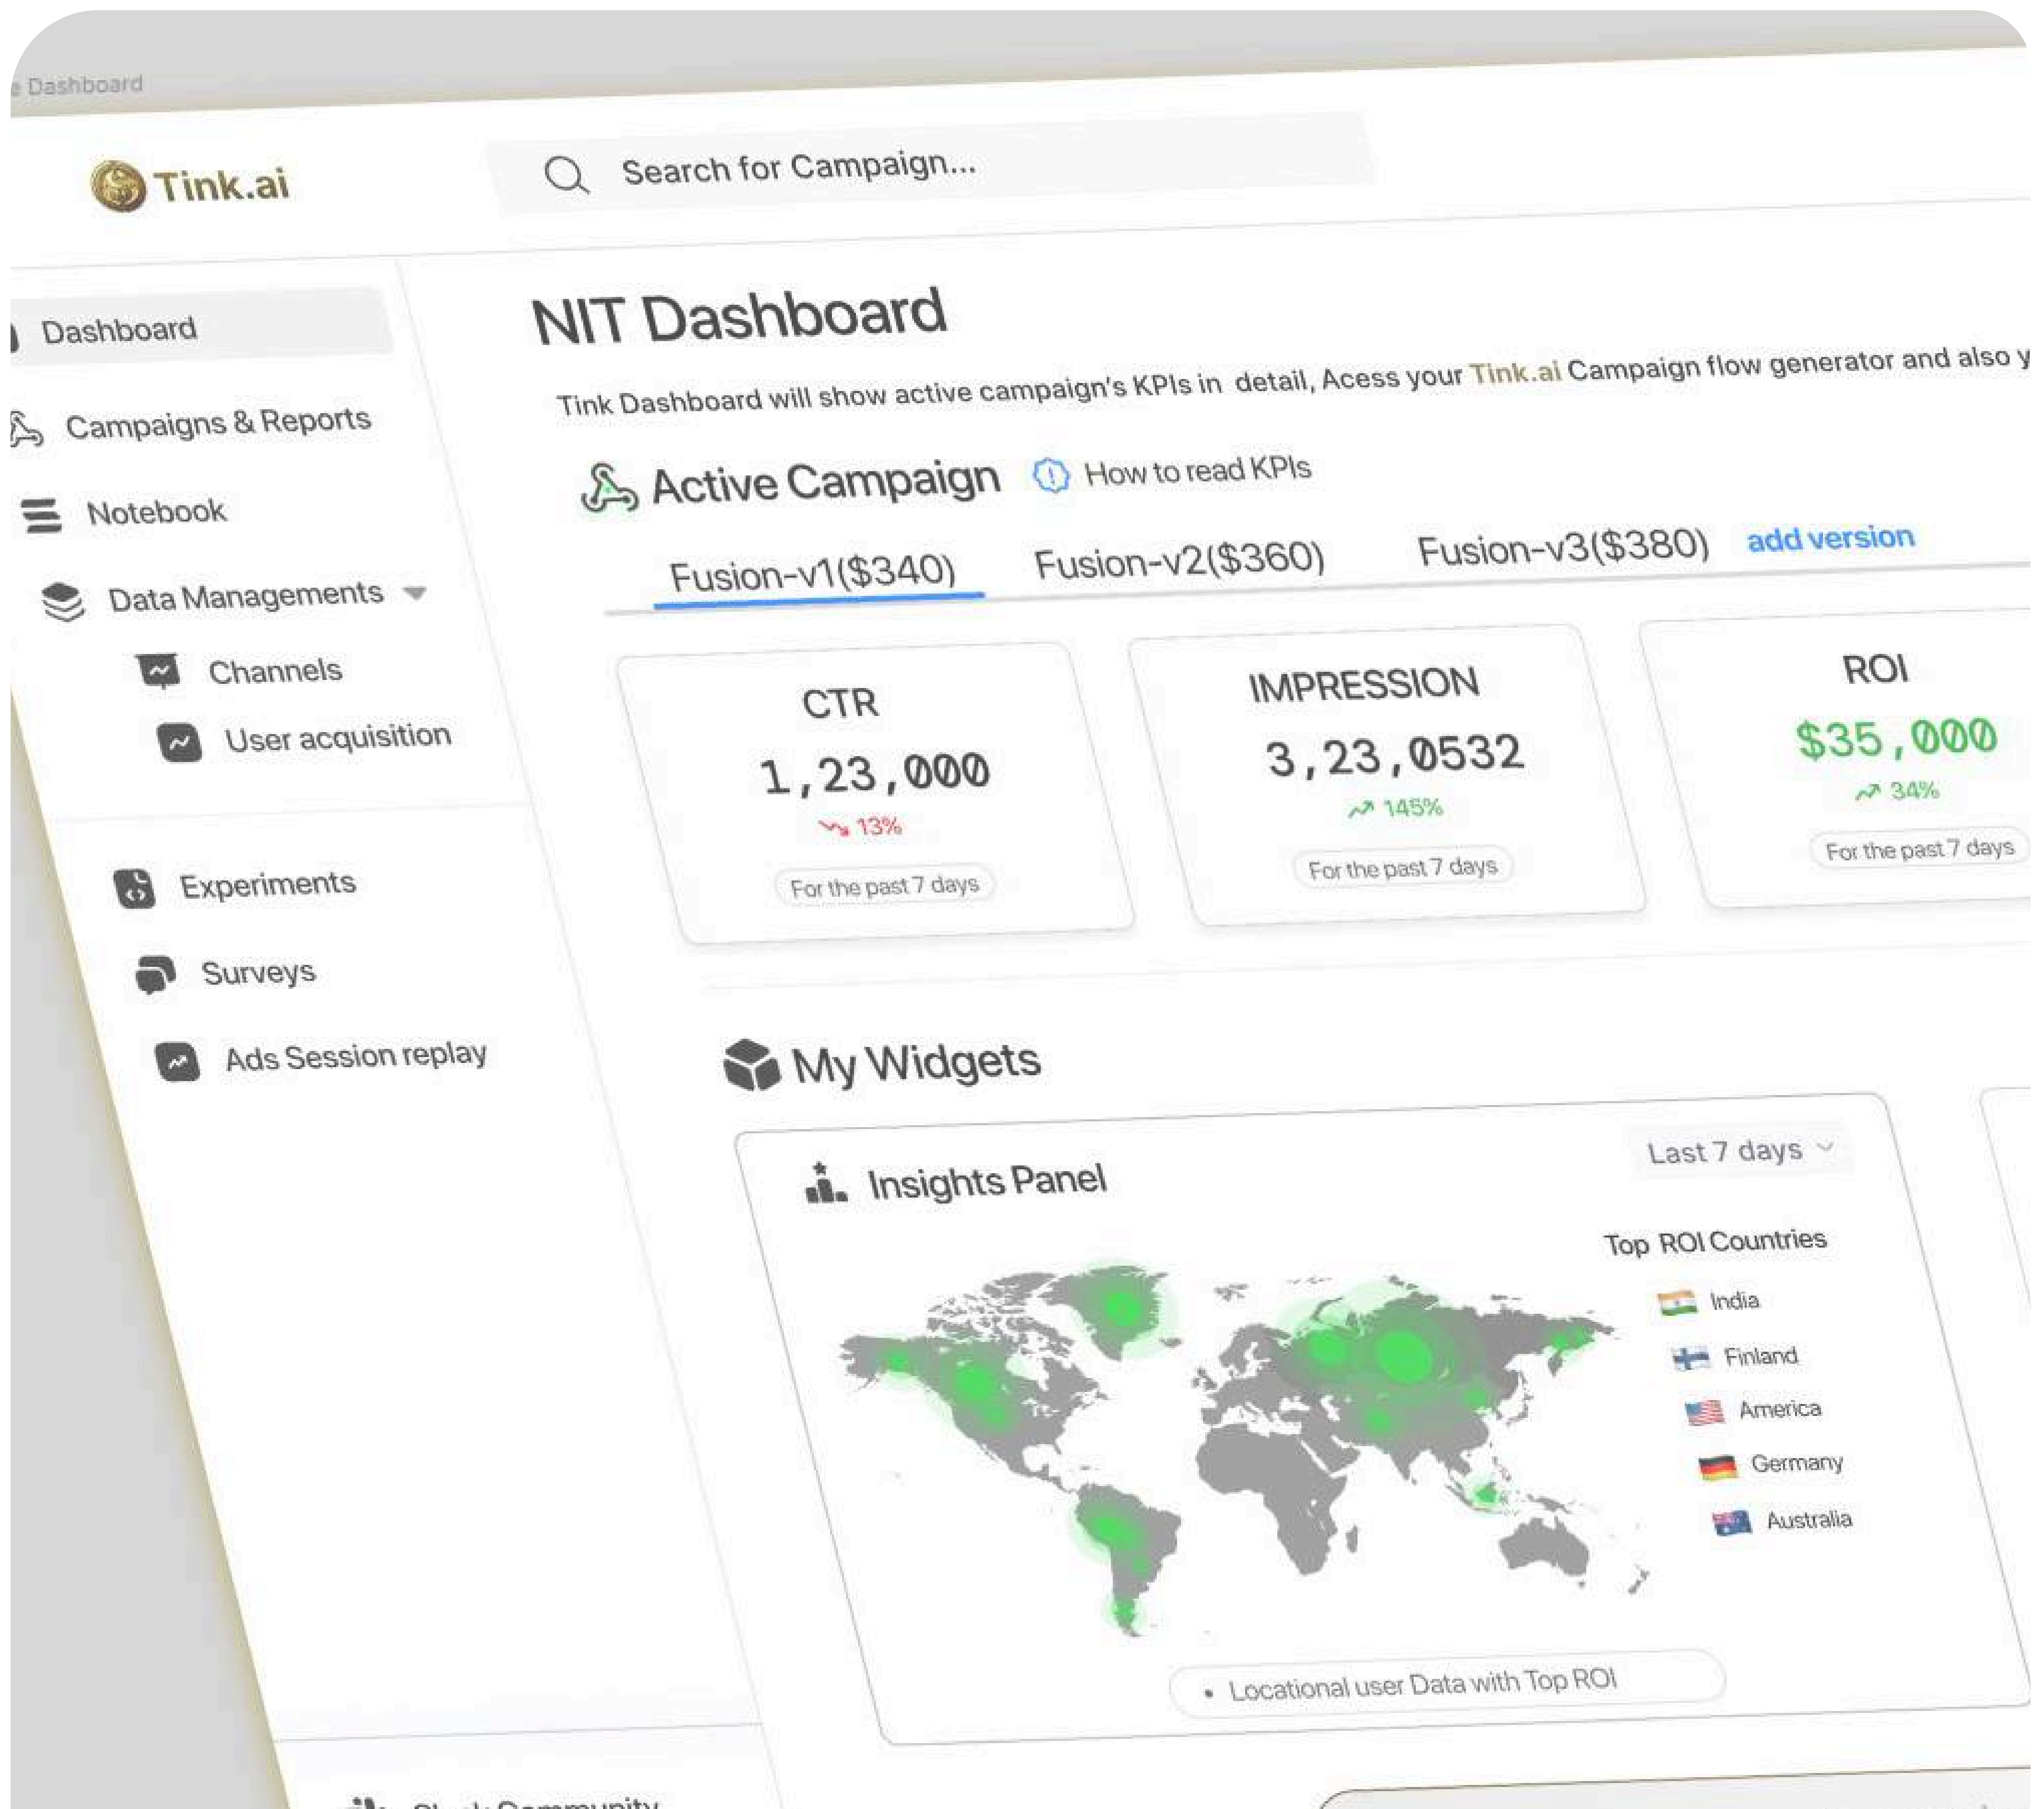 e Dashboard
Tink.ai
Search for Campaign...
Dashboard
Campaigns & Reports
Notebook
Data Managements
Channels
User acquisition
Experiments
Surveys
Ads Session replay
NIT Dashboard
Tink Dashboard will show active campaign's KPIs in detail, Acess your Tink.ai Campaign flow generator and also y
Active Campaign
How to read KPIs
Fusion-v1($340)
Fusion-v2($360)
Fusion-v3($380)
add version
CTR
1,23,000
13%
For the past 7 days
IMPRESSION
3,23,0532
145%
For the past 7 days
ROI
$35,000
34%
For the past 7 days
My Widgets
Insights Panel
Last 7 days
Top ROI Countries
India
Finland
America
Germany
Australia
• Locational user Data with Top ROI
Community